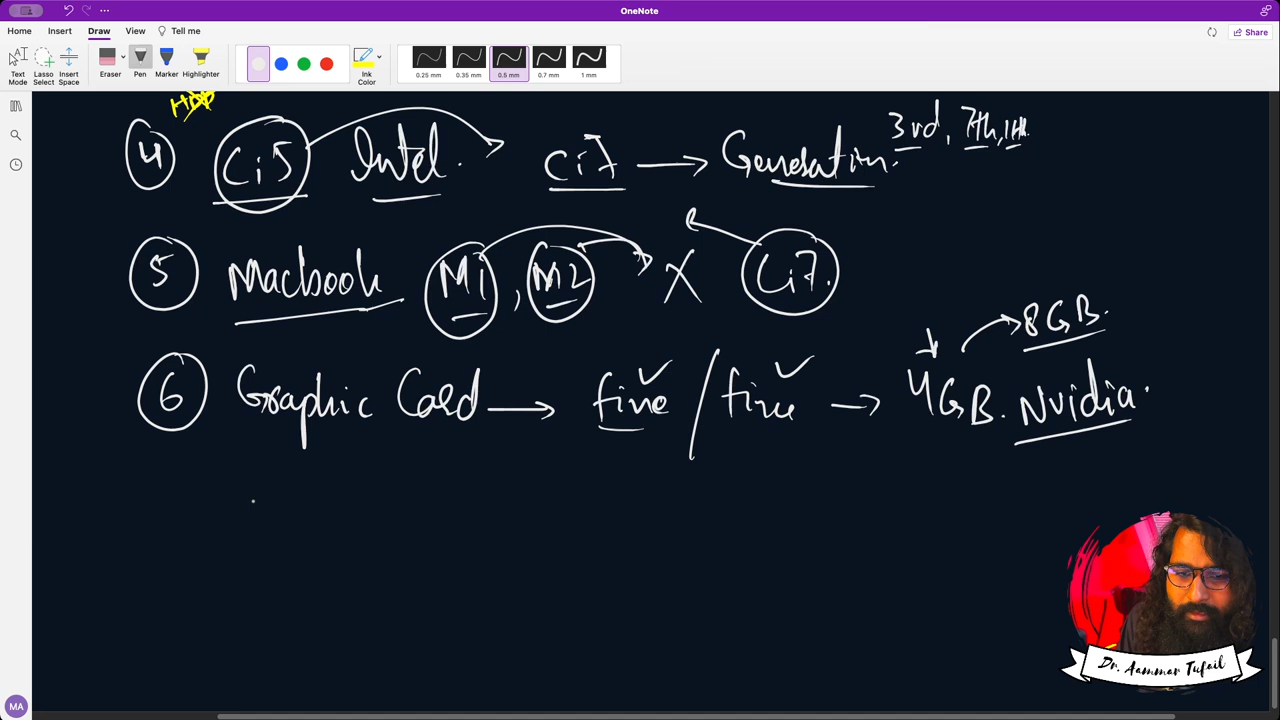 OneNote
Home Insert Draw View Tell me
Share
Text Mode
Lasso Select
Insert Space
Eraser
Pen
Marker
Highlighter
Ink Color
0.25 mm
0.35 mm
0.5 mm
0.7 mm
1 mm
4 Ci5 Intel. Ci7 → Generation. 3rd, 7th,
5 Macbook M1, M2 X Ci7.
8GB.
6 Graphic Card → fine / fine → 4GB. Nvidia.
Dr. Aammar Tufail
MA